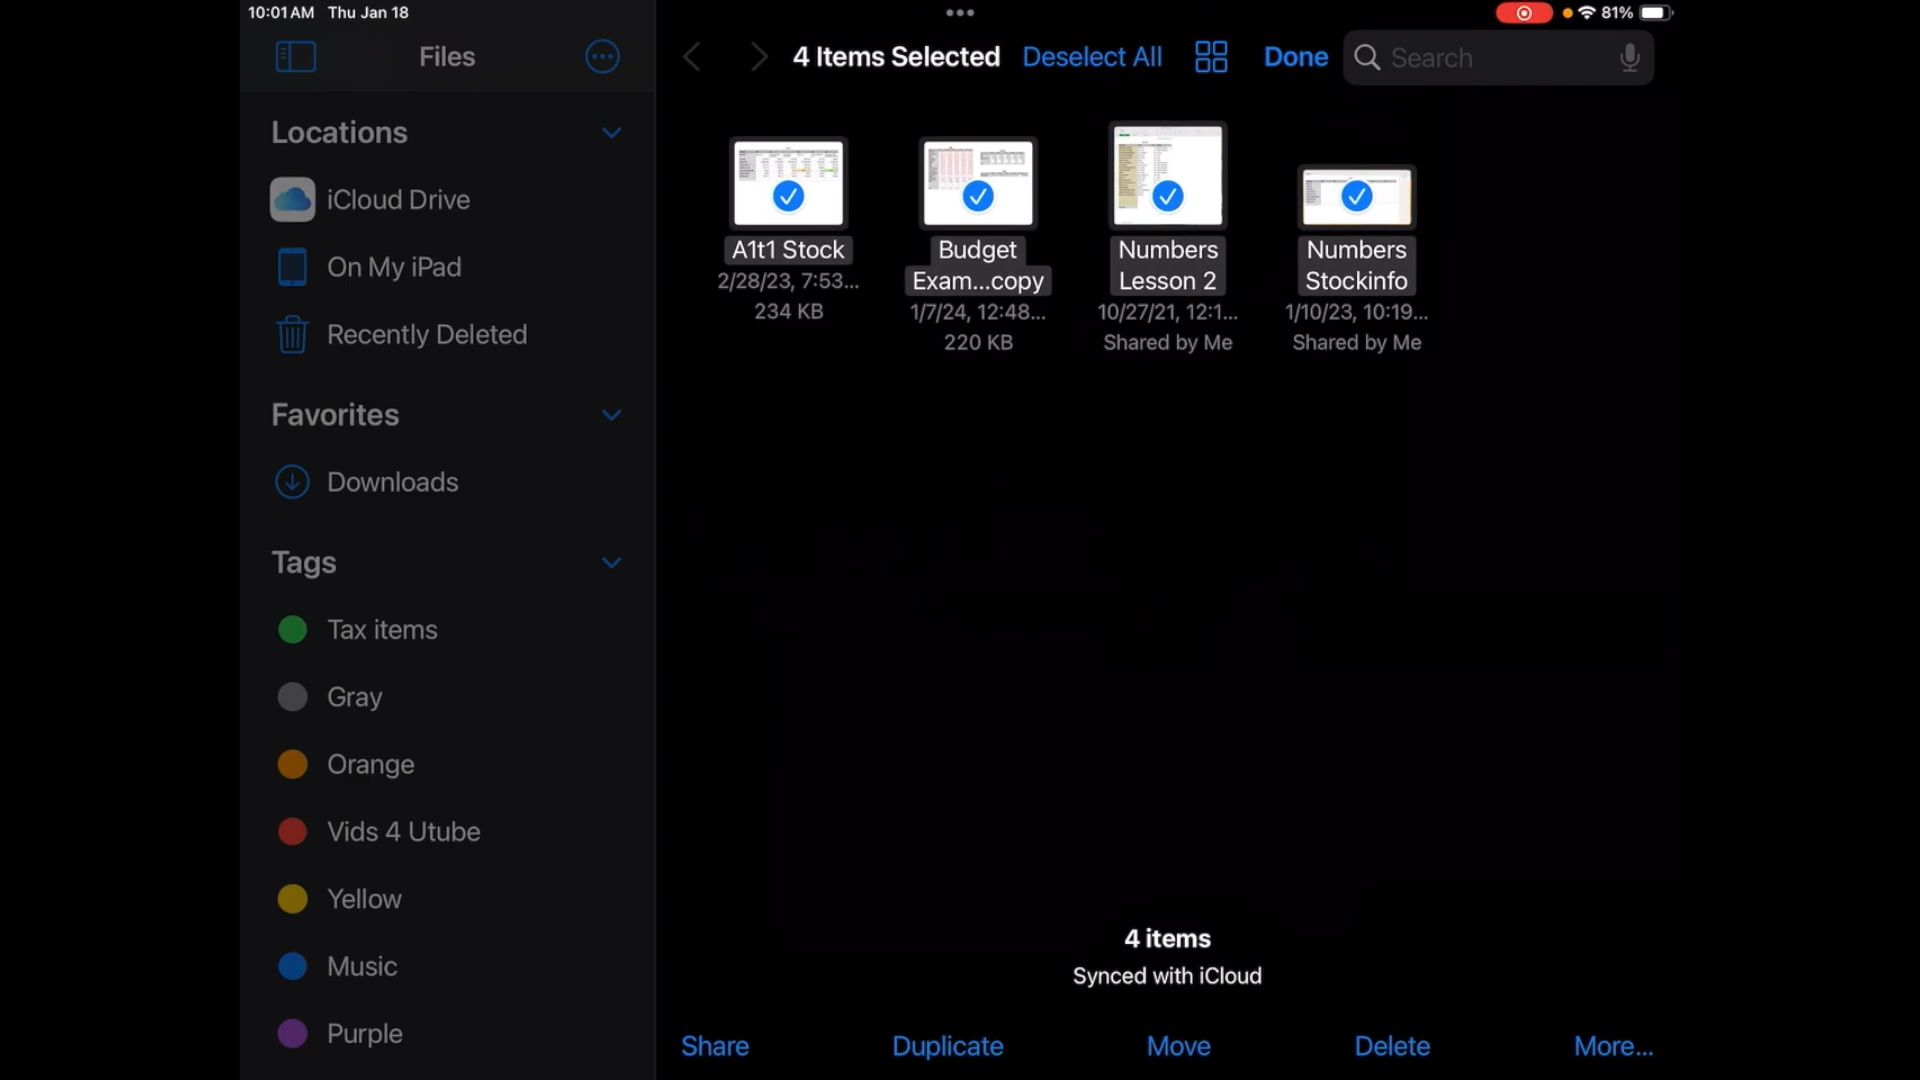 10:01 AM Thu Jan 18
81%
Files
4 Items Selected
Deselect All
Done
Search
Locations
iCloud Drive
On My iPad
Recently Deleted
Favorites
Downloads
Tags
Tax items
Gray
Orange
Vids 4 Utube
Yellow
Music
Purple
A1t1 Stock
2/28/23, 7:53...
234 KB
Budget
Exam...copy
1/7/24, 12:48...
220 KB
Numbers
Lesson 2
10/27/21, 12:1...
Shared by Me
Numbers
Stockinfo
1/10/23, 10:19...
Shared by Me
4 items
Synced with iCloud
Share
Duplicate
Move
Delete
More...